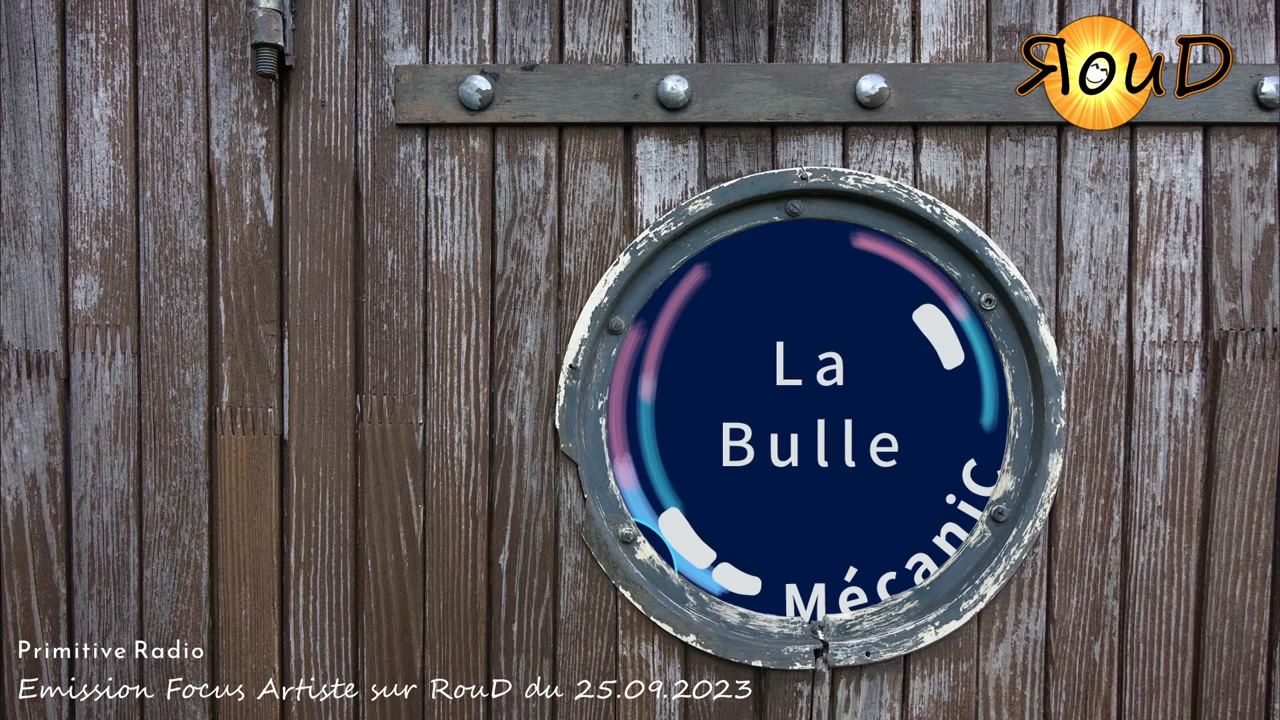 RouD
La
Bulle
Mécanic
Primitive Radio
Emission Focus Artiste sur RouD du 25.09.2023